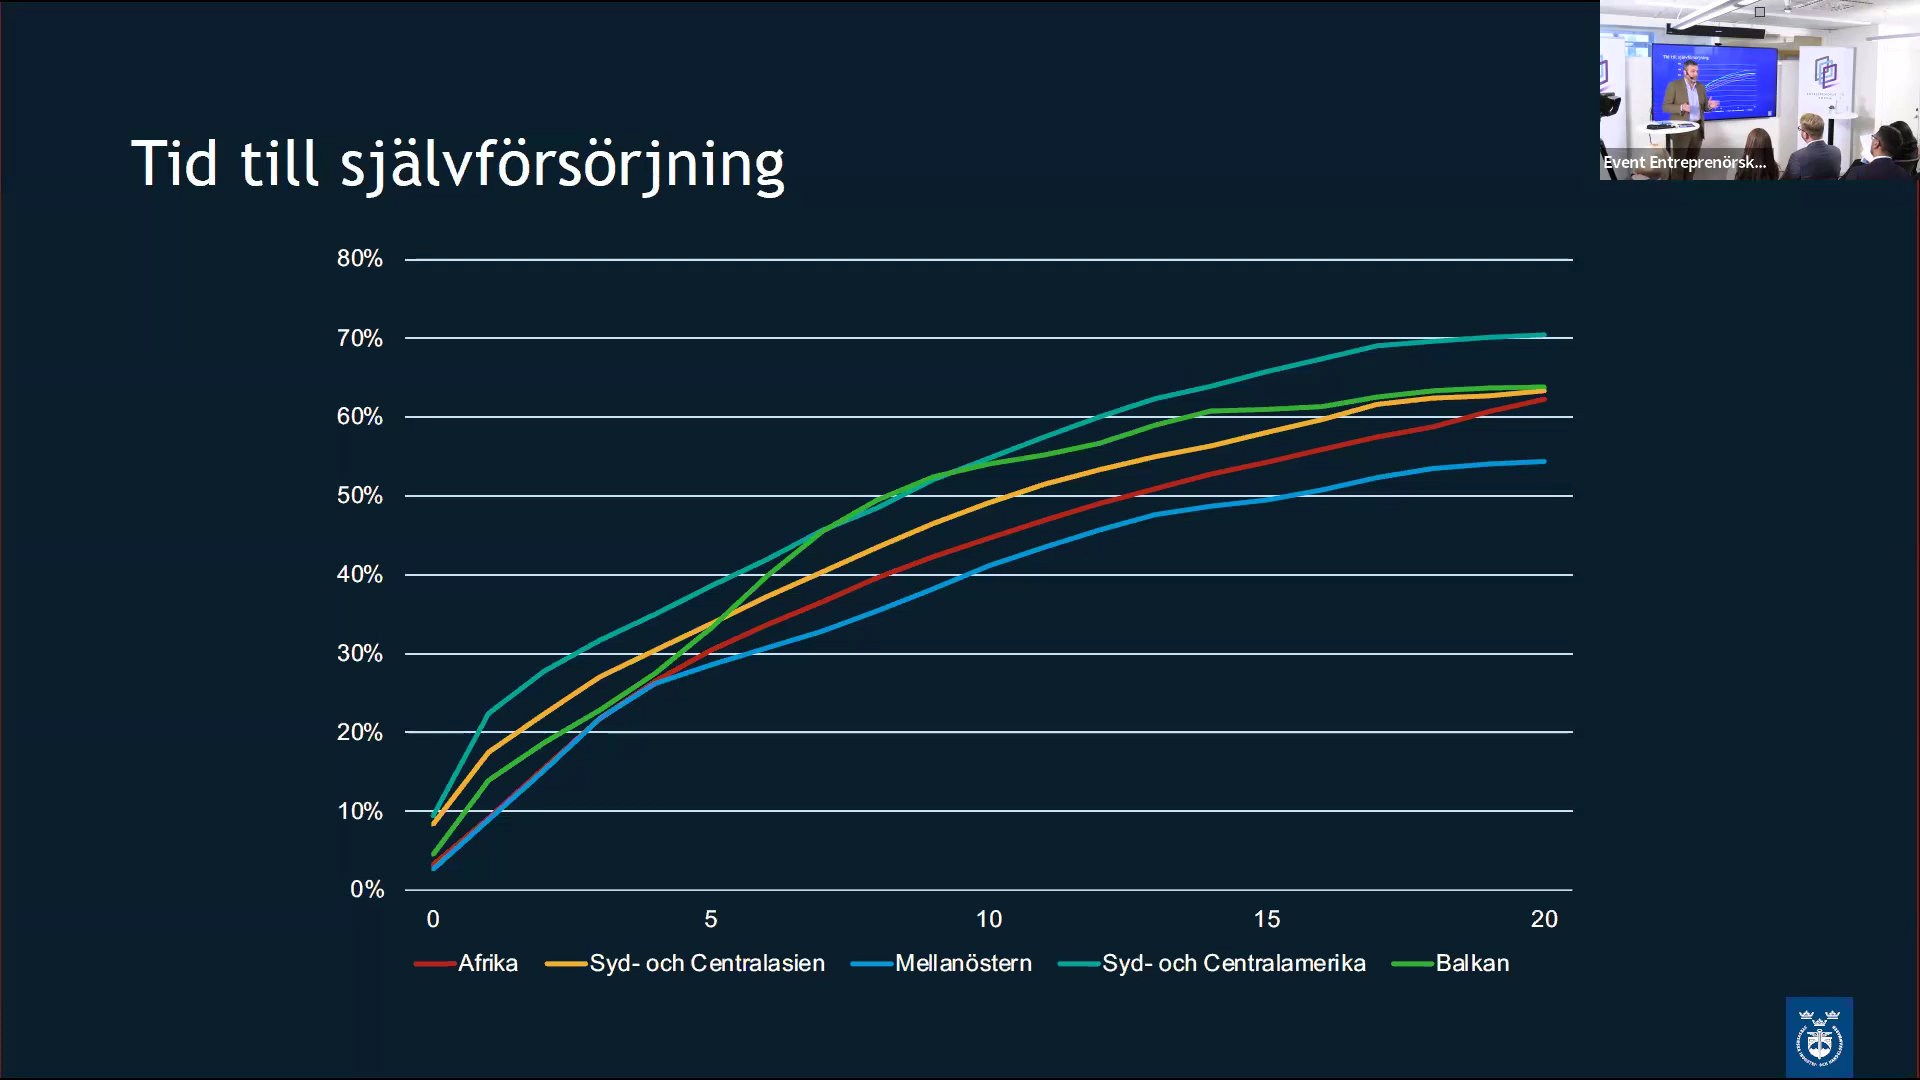 Tid till självförsörjning
Event Entreprenörsk...
80%
70%
60%
50%
40%
30%
20%
10%
0%
0 5 10 15 20
Afrika Syd- och Centralasien Mellanöstern Syd- och Centralamerika Balkan